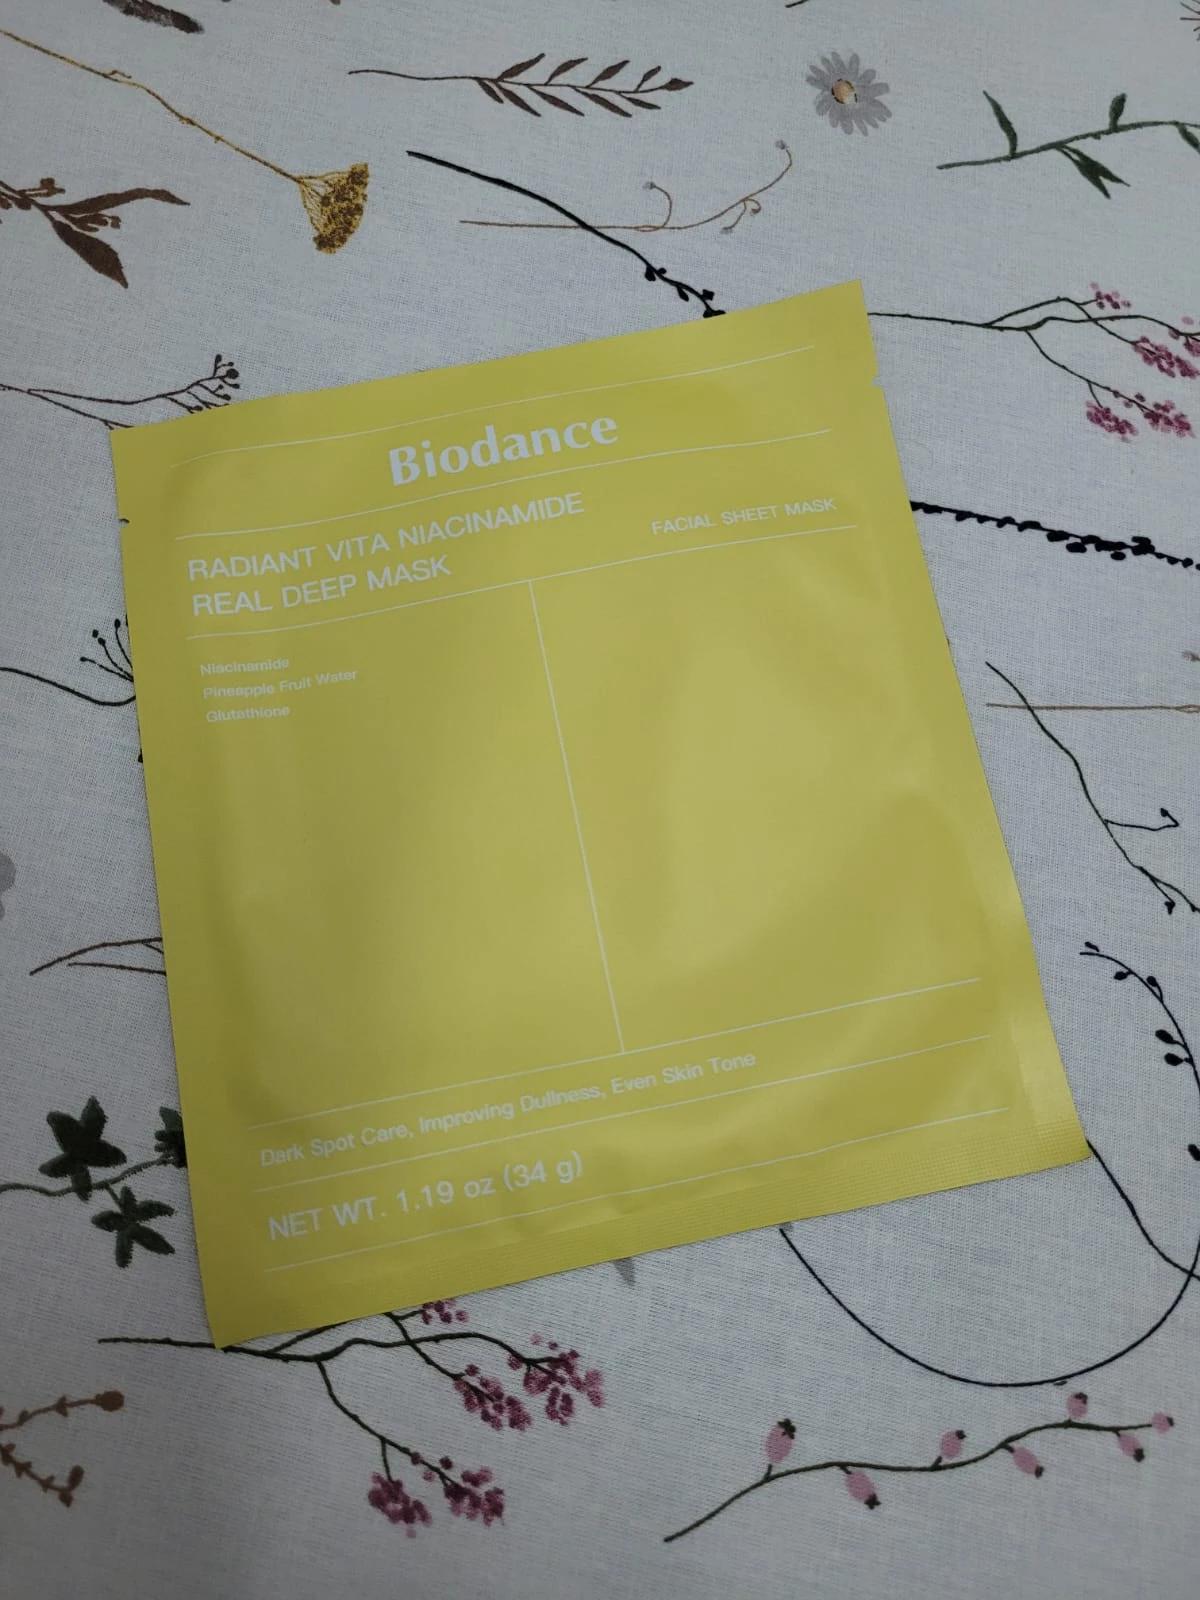 Biodance
RADIANT VITA NIACINAMIDE
REAL DEEP MASK
FACIAL SHEET MASK
Niacinamide
Pineapple Fruit Water
Glutathione
Dark Spot Care, Improving Dullness, Even Skin Tone
NET WT. 1.19 oz (34 g)